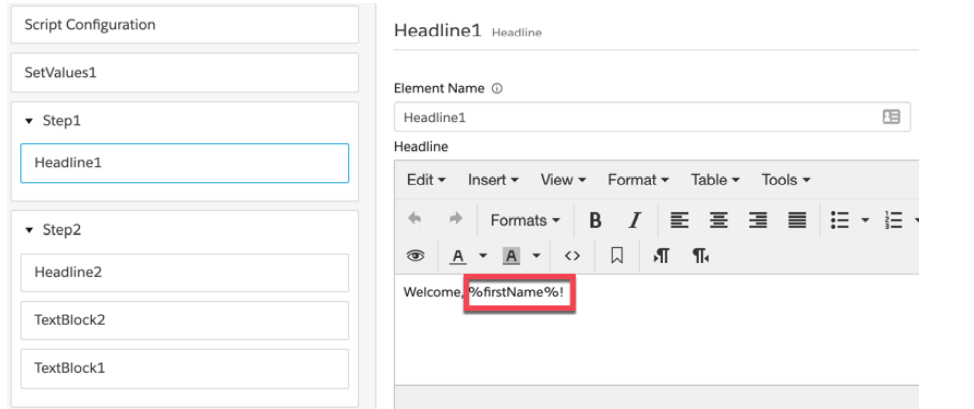 Script Configuration
SetValues1
Step1
Headline1
Step2
Headline2
TextBlock2
TextBlock1
Headline1 Headline
Element Name
Headline1
Headline
Edit Insert View Format Table Tools
Formats B I
A A
Welcome, %firstName%!